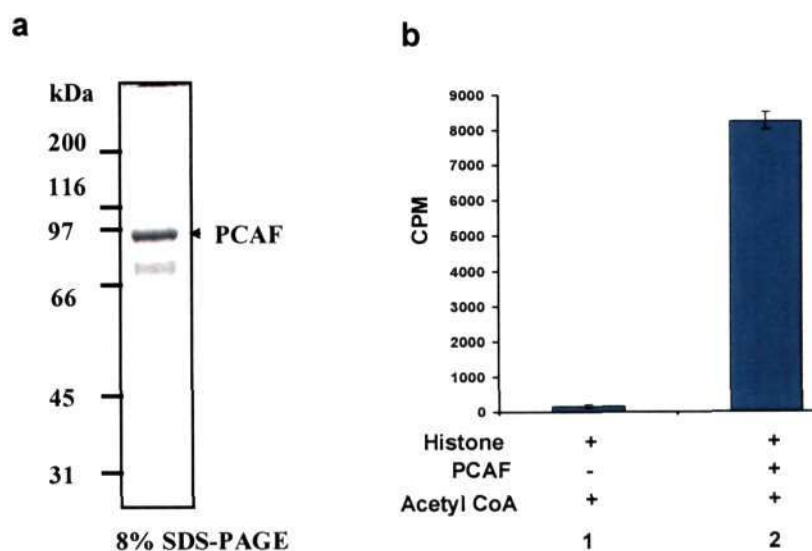 a
kDa
200
116
97
PCAF
66
45
31
8% SDS-PAGE
b
9000
8000
7000
6000
5000
4000
3000
2000
1000
0
CPM
Histone + +
PCAF - +
Acetyl CoA + +
1 2